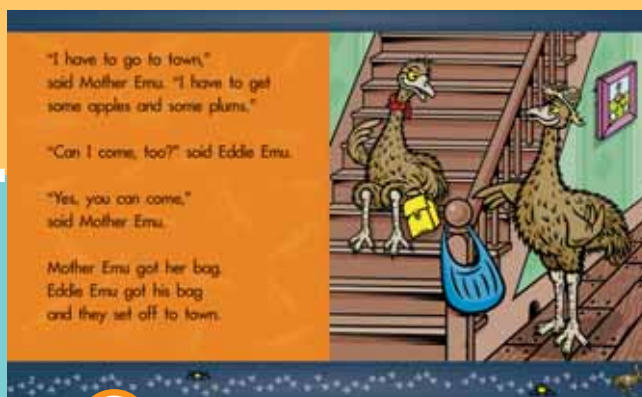 "I have to go to town,"
said Mother Emu. "I have to get
some apples and some plums."
"Can I come, too?" said Eddie Emu.
"Yes, you can come,"
said Mother Emu.
Mother Emu got her bag.
Eddie Emu got his bag
and they set off to town.